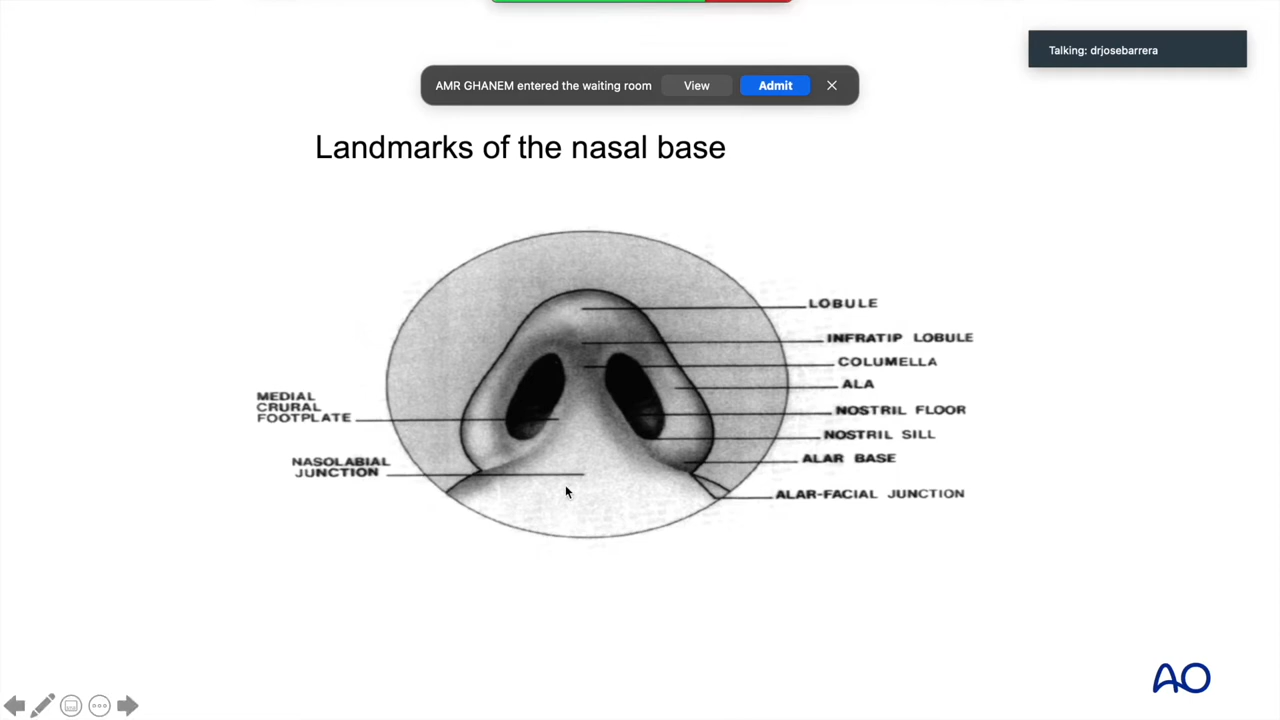 Talking: drjosebarrera
AMR GHANEM entered the waiting room View Admit
Landmarks of the nasal base
LOBULE
INFRATIP LOBULE
COLUMELLA
ALA
NOSTRIL FLOOR
NOSTRIL SILL
ALAR BASE
ALAR-FACIAL JUNCTION
MEDIAL
CRURAL
FOOTPLATE
NASOLABIAL
JUNCTION
AO